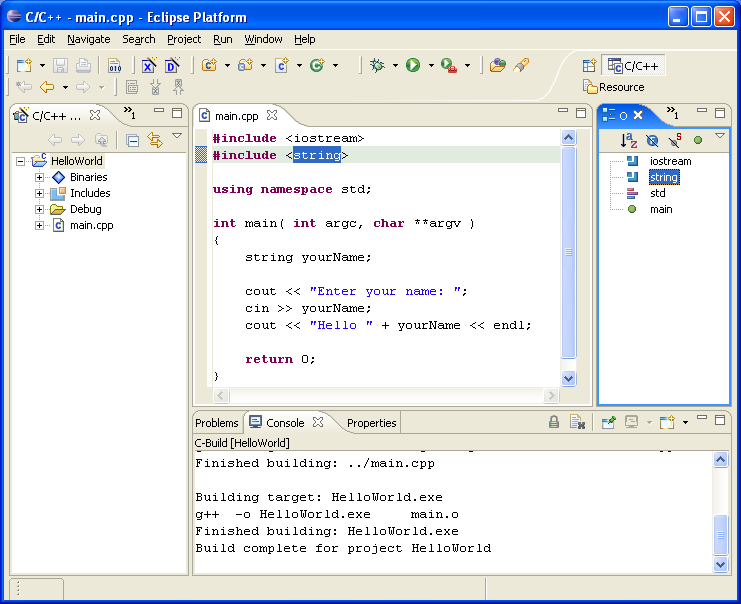 C/C++ - main.cpp - Eclipse Platform
File Edit Navigate Search Project Run Window Help
010
C/C++
Resource
C/C++ ... »1
main.cpp
O »1
HelloWorld
Binaries
Includes
Debug
main.cpp
#include <iostream>
#include <string>
using namespace std;
int main( int argc, char **argv )
{
string yourName;
cout << "Enter your name: ";
cin >> yourName;
cout << "Hello " + yourName << endl;
return 0;
}
iostream
string
std
main
Problems Console Properties
C-Build [HelloWorld]
Finished building: ../main.cpp
Building target: HelloWorld.exe
g++ -o HelloWorld.exe main.o
Finished building: HelloWorld.exe
Build complete for project HelloWorld